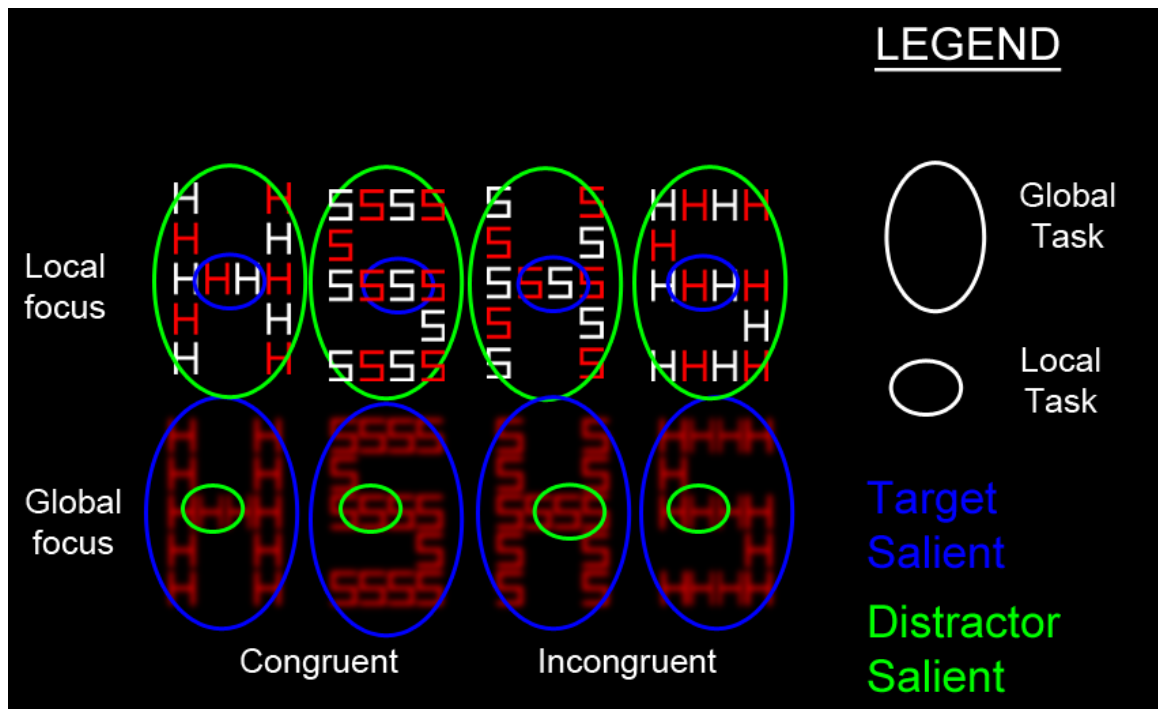 LEGEND
Global
Task
Local
focus
Local
Task
Global
focus
Target
Salient
Distractor
Salient
Congruent
Incongruent